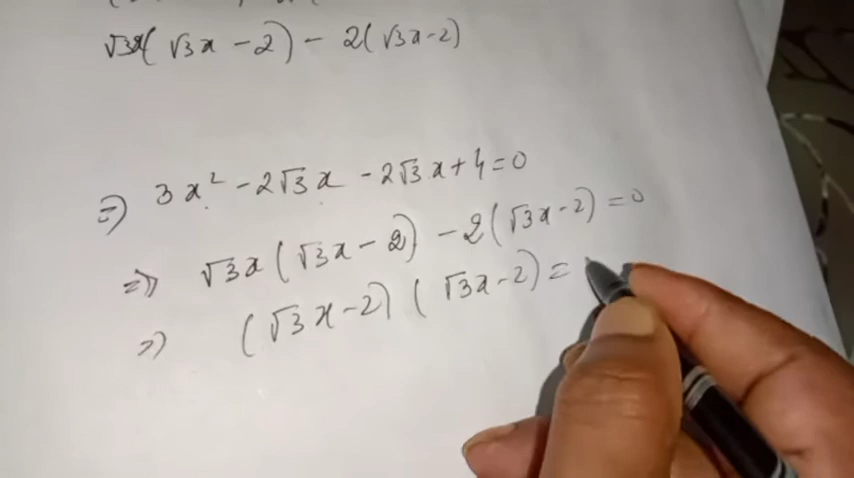 √3x(√3x-2)-2(√3x-2)
⇒ 3x²-2√3x-2√3x+4=0
⇒ √3x(√3x-2)-2(√3x-2)=0
⇒ (√3x-2)(√3x-2)=